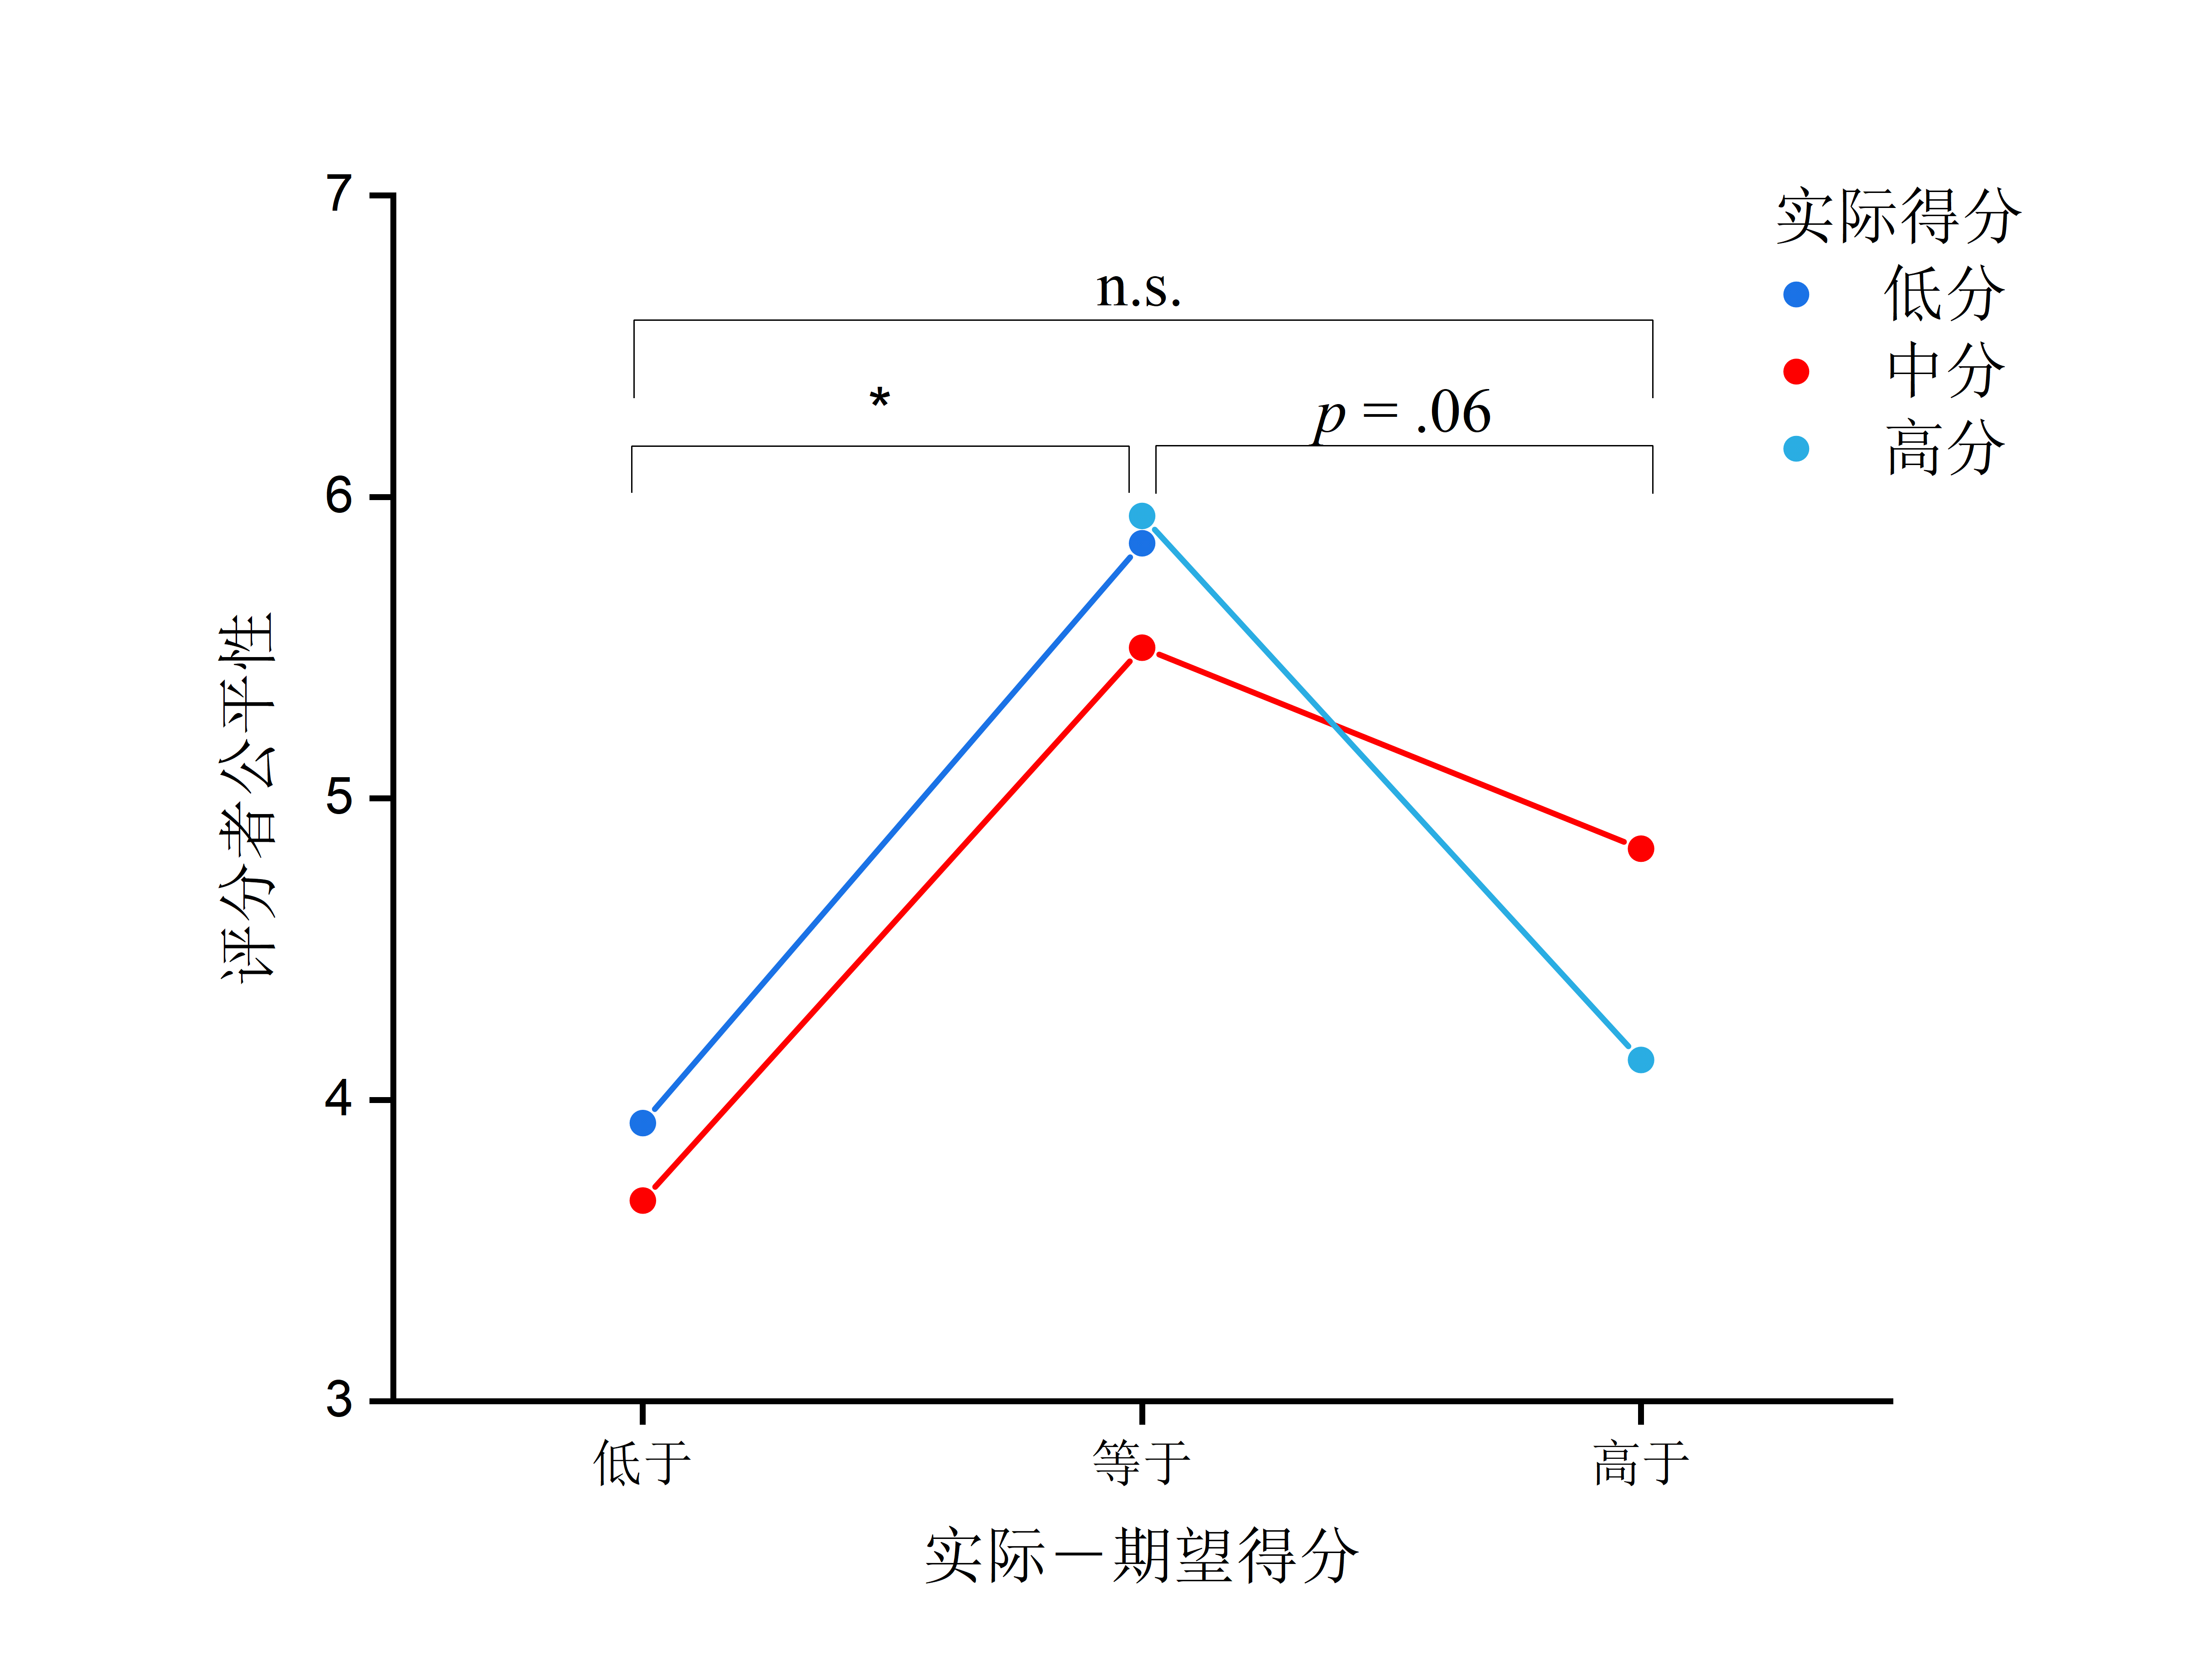 7
6
5
4
3
评分者公平性
n.s.
*
p = .06
实际得分
低分
中分
高分
低于
等于
高于
实际－期望得分